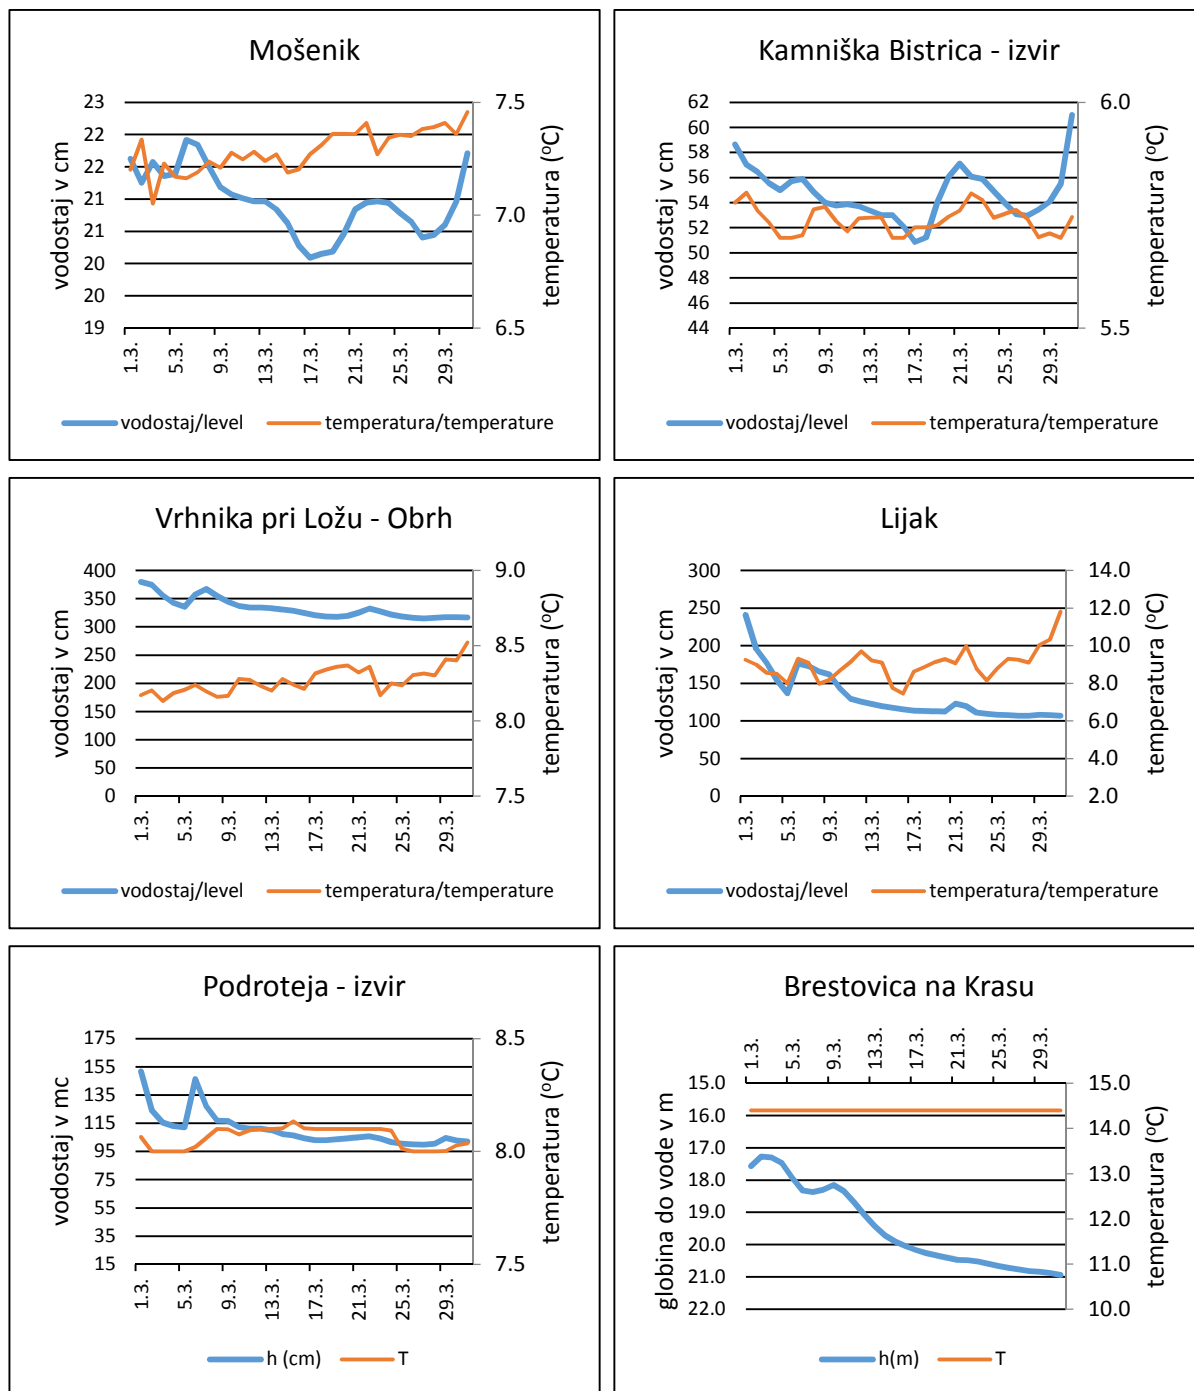 Mošenik
vodostaj v cm
23
22
22
21
21
20
20
19
7.5
7.0
6.5
temperatura (ºC)
1.3. 5.3. 9.3. 13.3. 17.3. 21.3. 25.3. 29.3.
vodostaj/level temperatura/temperature
Kamniška Bistrica - izvir
vodostaj v cm
62
60
58
56
54
52
50
48
46
44
6.0
5.5
temperatura (ºC)
1.3. 5.3. 9.3. 13.3. 17.3. 21.3. 25.3. 29.3.
vodostaj/level temperatura/temperature
Vrhnika pri Ložu - Obrh
vodostaj v cm
400
350
300
250
200
150
100
50
0
9.0
8.5
8.0
7.5
temperatura (ºC)
1.3. 5.3. 9.3. 13.3. 17.3. 21.3. 25.3. 29.3.
vodostaj/level temperatura/temperature
Lijak
vodostaj v cm
300
250
200
150
100
50
0
14.0
12.0
10.0
8.0
6.0
4.0
2.0
temperatura (ºC)
1.3. 5.3. 9.3. 13.3. 17.3. 21.3. 25.3. 29.3.
vodostaj/level temperatura/temperature
Podroteja - izvir
vodostaj v mc
175
155
135
115
95
75
55
35
15
8.5
8.0
7.5
temperatura (ºC)
1.3. 5.3. 9.3. 13.3. 17.3. 21.3. 25.3. 29.3.
h (cm) T
Brestovica na Krasu
1.3. 5.3. 9.3. 13.3. 17.3. 21.3. 25.3. 29.3.
globina do vode v m
15.0
16.0
17.0
18.0
19.0
20.0
21.0
22.0
15.0
14.0
13.0
12.0
11.0
10.0
temperatura (ºC)
h(m) T